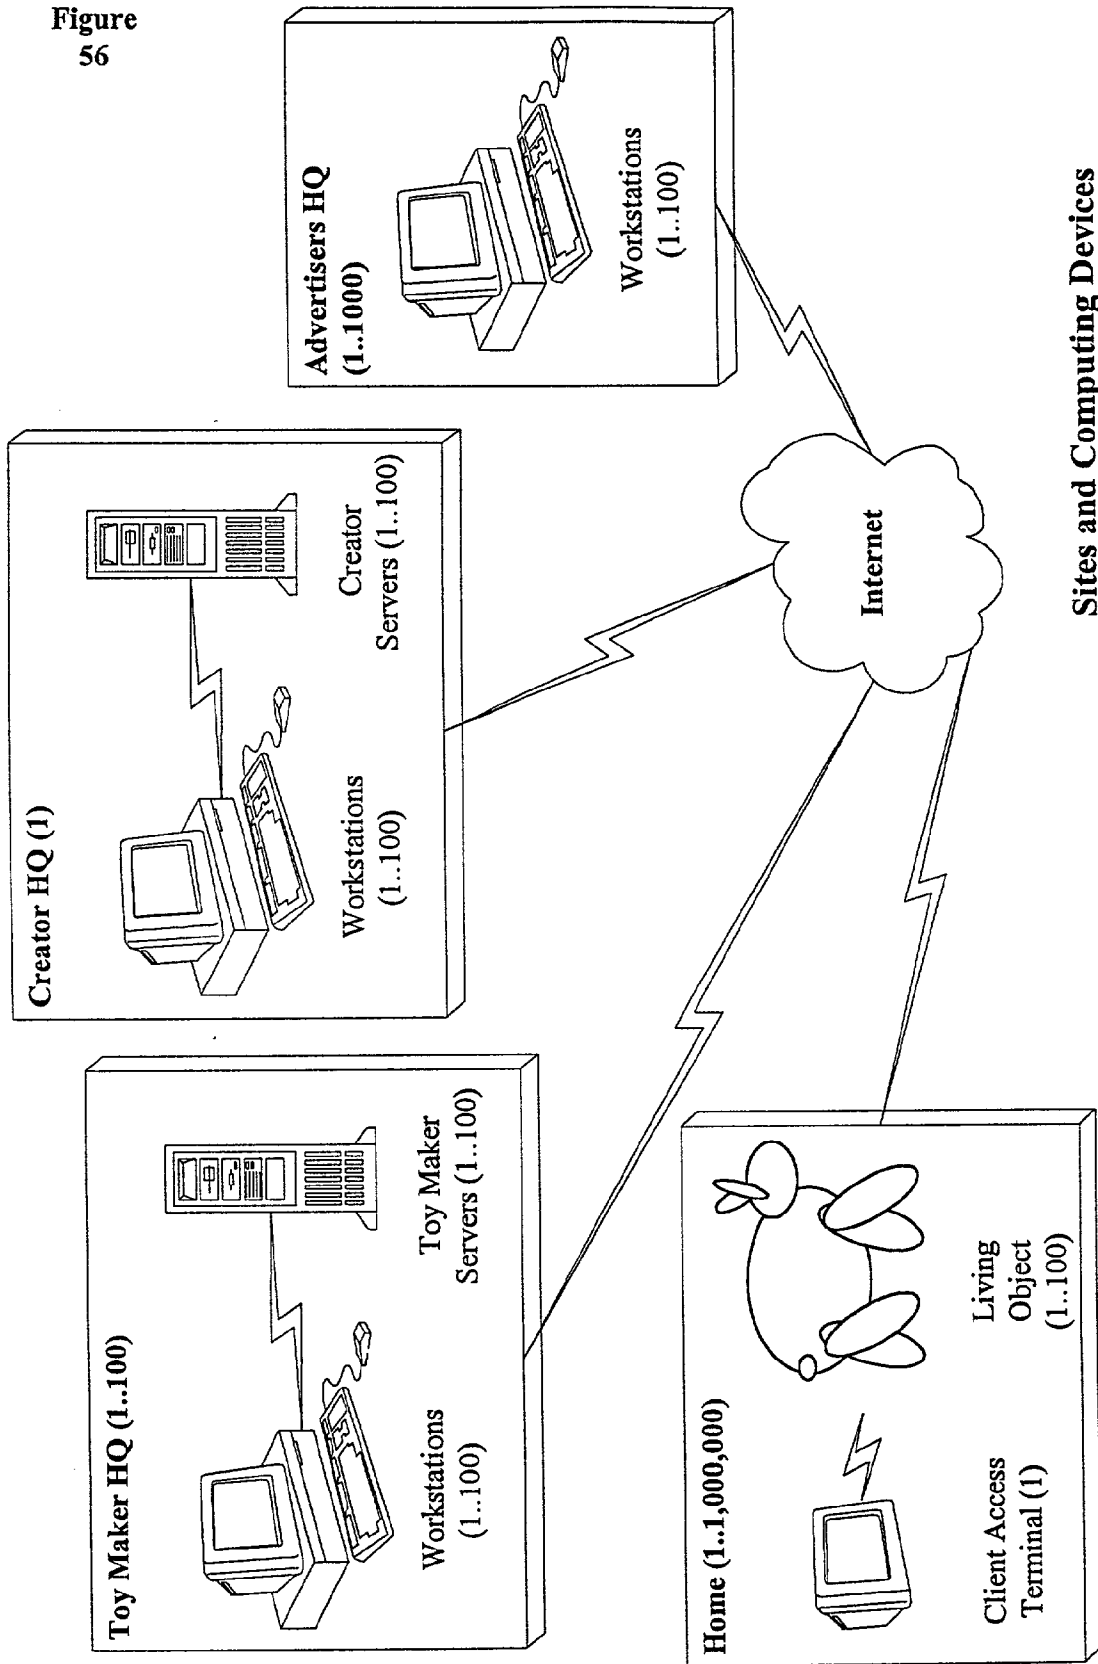 Figure
56
Toy Maker HQ (1..100)
Workstations
(1..100)
Toy Maker
Servers (1..100)
Creator HQ (1)
Workstations
(1..100)
Creator
Servers (1..100)
Advertisers HQ
(1..1000)
Workstations
(1..100)
Home (1..1,000,000)
Client Access
Terminal (1)
Living
Object
(1..100)
Internet
Sites and Computing Devices